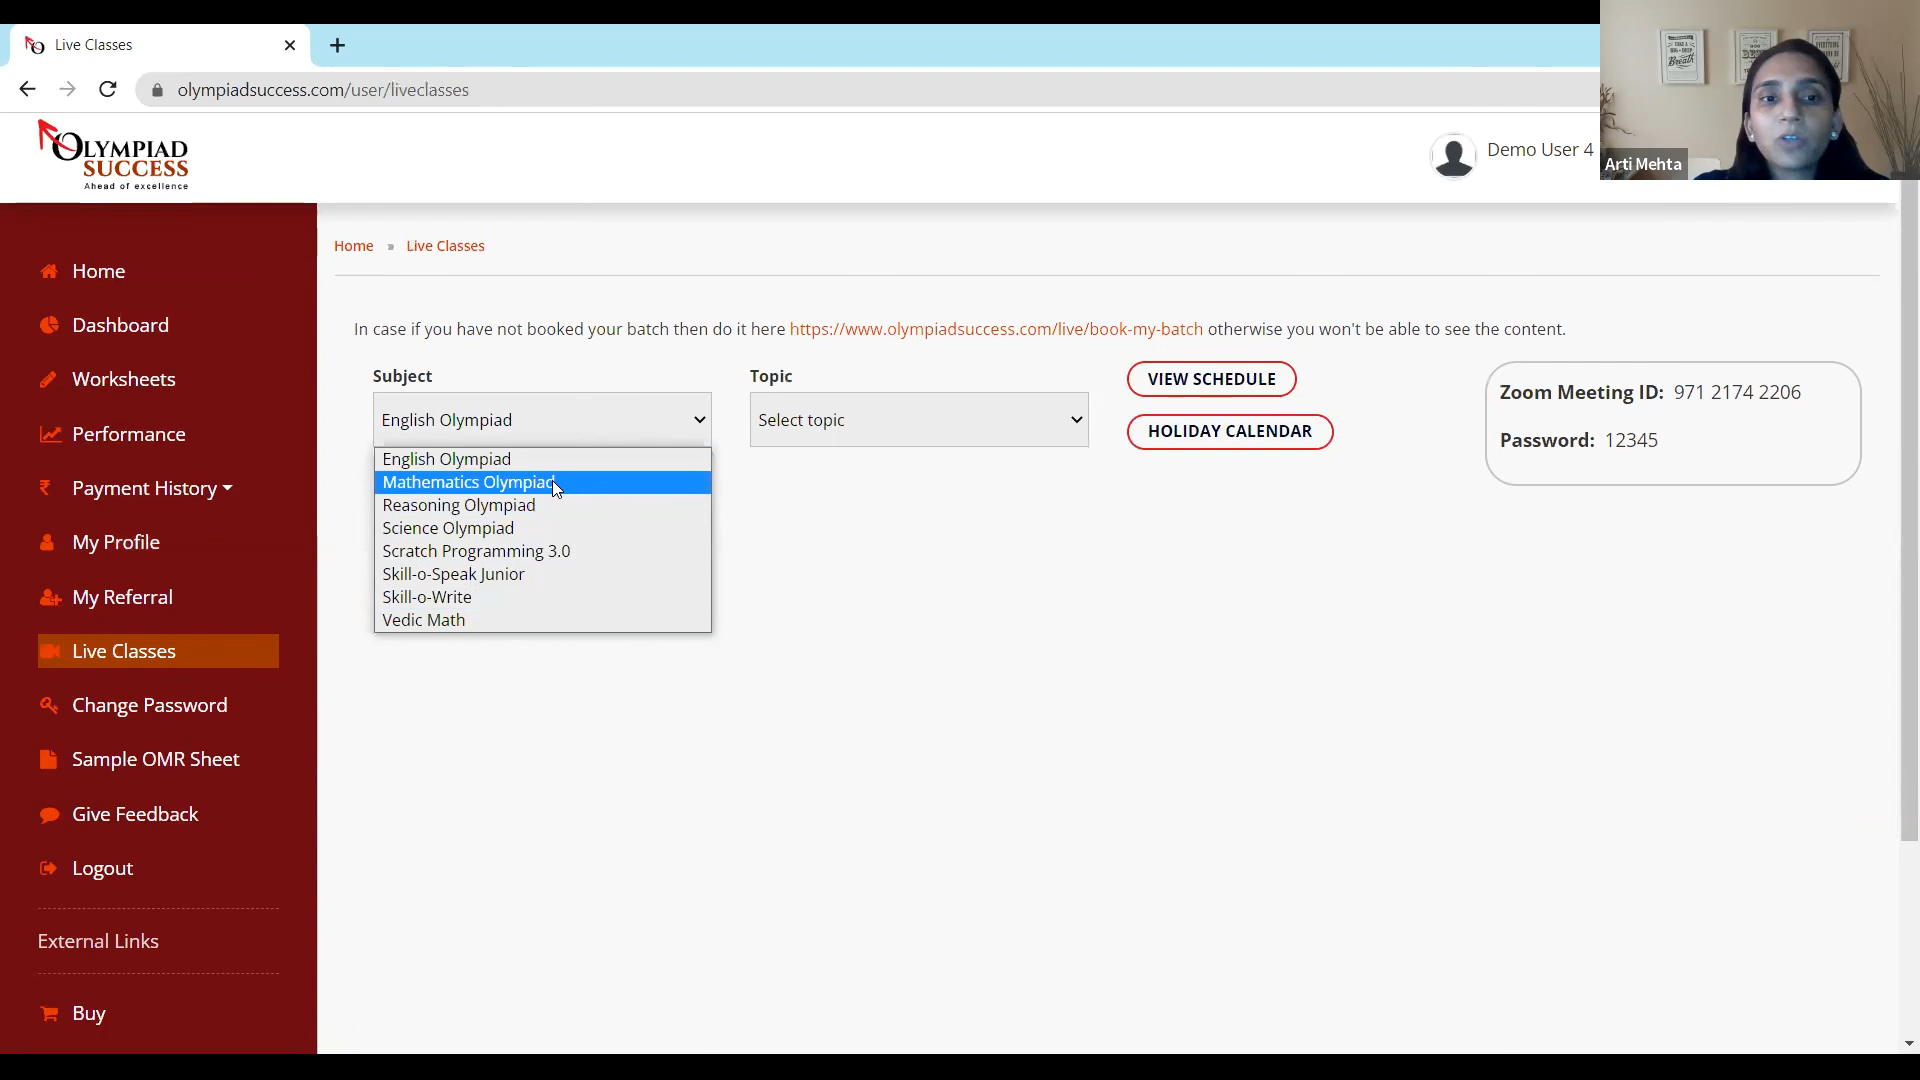 Live Classes
olympiadsuccess.com/user/liveclasses
OLYMPIAD
SUCCESS
Ahead of excellence
Demo User 4
Breath
Arti Mehta
Home
Dashboard
Worksheets
Performance
Payment History
My Profile
My Referral
Live Classes
Change Password
Sample OMR Sheet
Give Feedback
Logout
External Links
Buy
Home » Live Classes
In case if you have not booked your batch then do it here https://www.olympiadsuccess.com/live/book-my-batch otherwise you won't be able to see the content.
Subject
English Olympiad
English Olympiad
Mathematics Olympiad
Reasoning Olympiad
Science Olympiad
Scratch Programming 3.0
Skill-o-Speak Junior
Skill-o-Write
Vedic Math
Topic
Select topic
VIEW SCHEDULE
HOLIDAY CALENDAR
Zoom Meeting ID: 971 2174 2206
Password: 12345